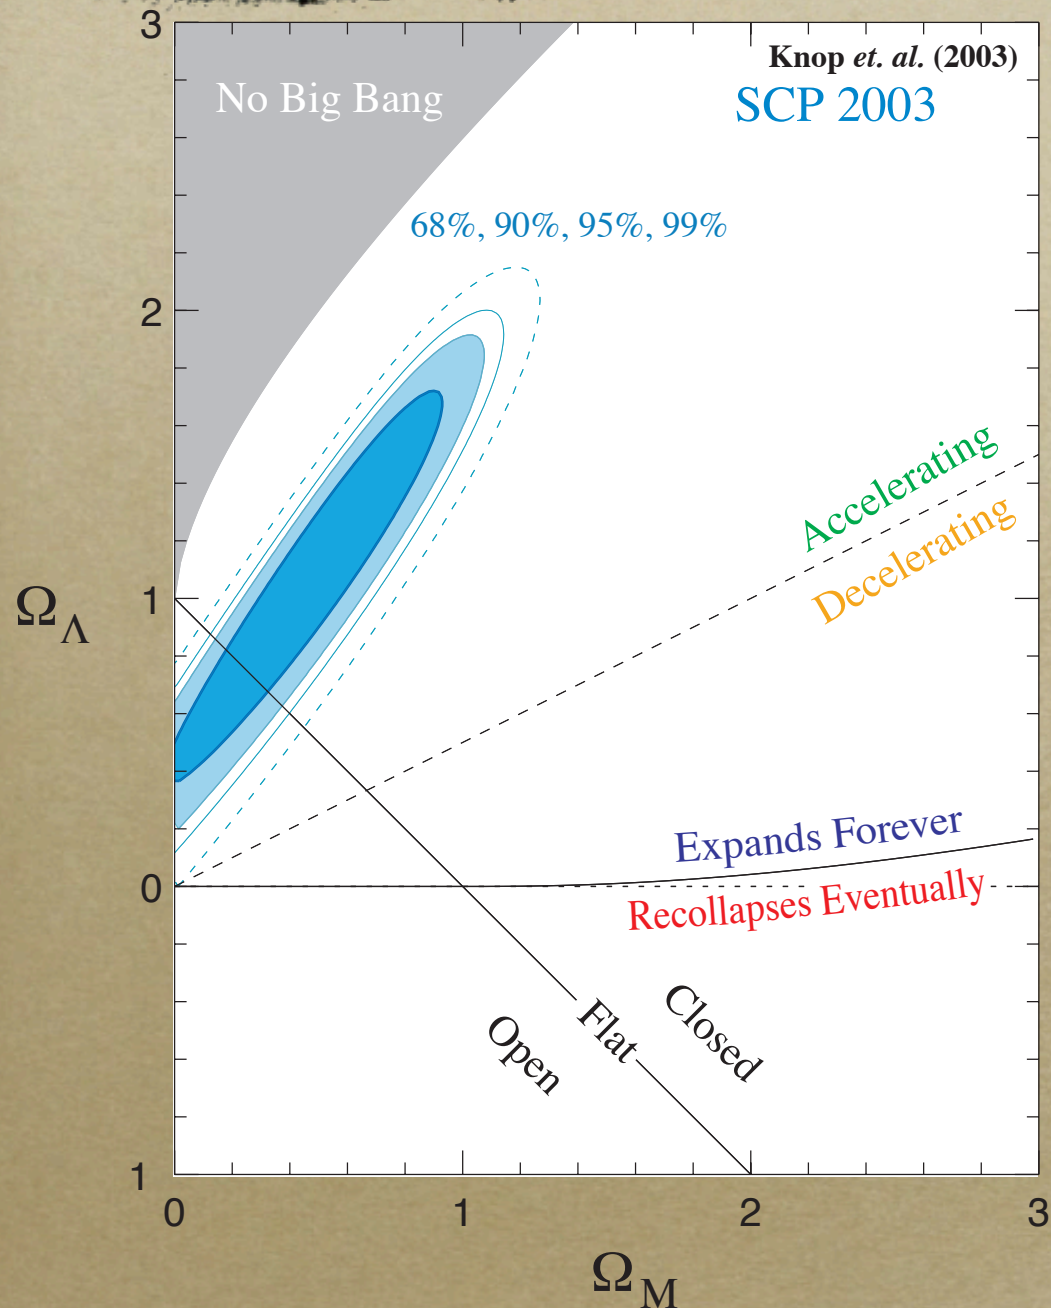 3
Knop et. al. (2003)
No Big Bang
SCP 2003
68%, 90%, 95%, 99%
2
Accelerating
Decelerating
1
Ω_Λ
Expands Forever
0
Recollapses Eventually
Closed
Flat
Open
1
0 1 2 3
Ω_M